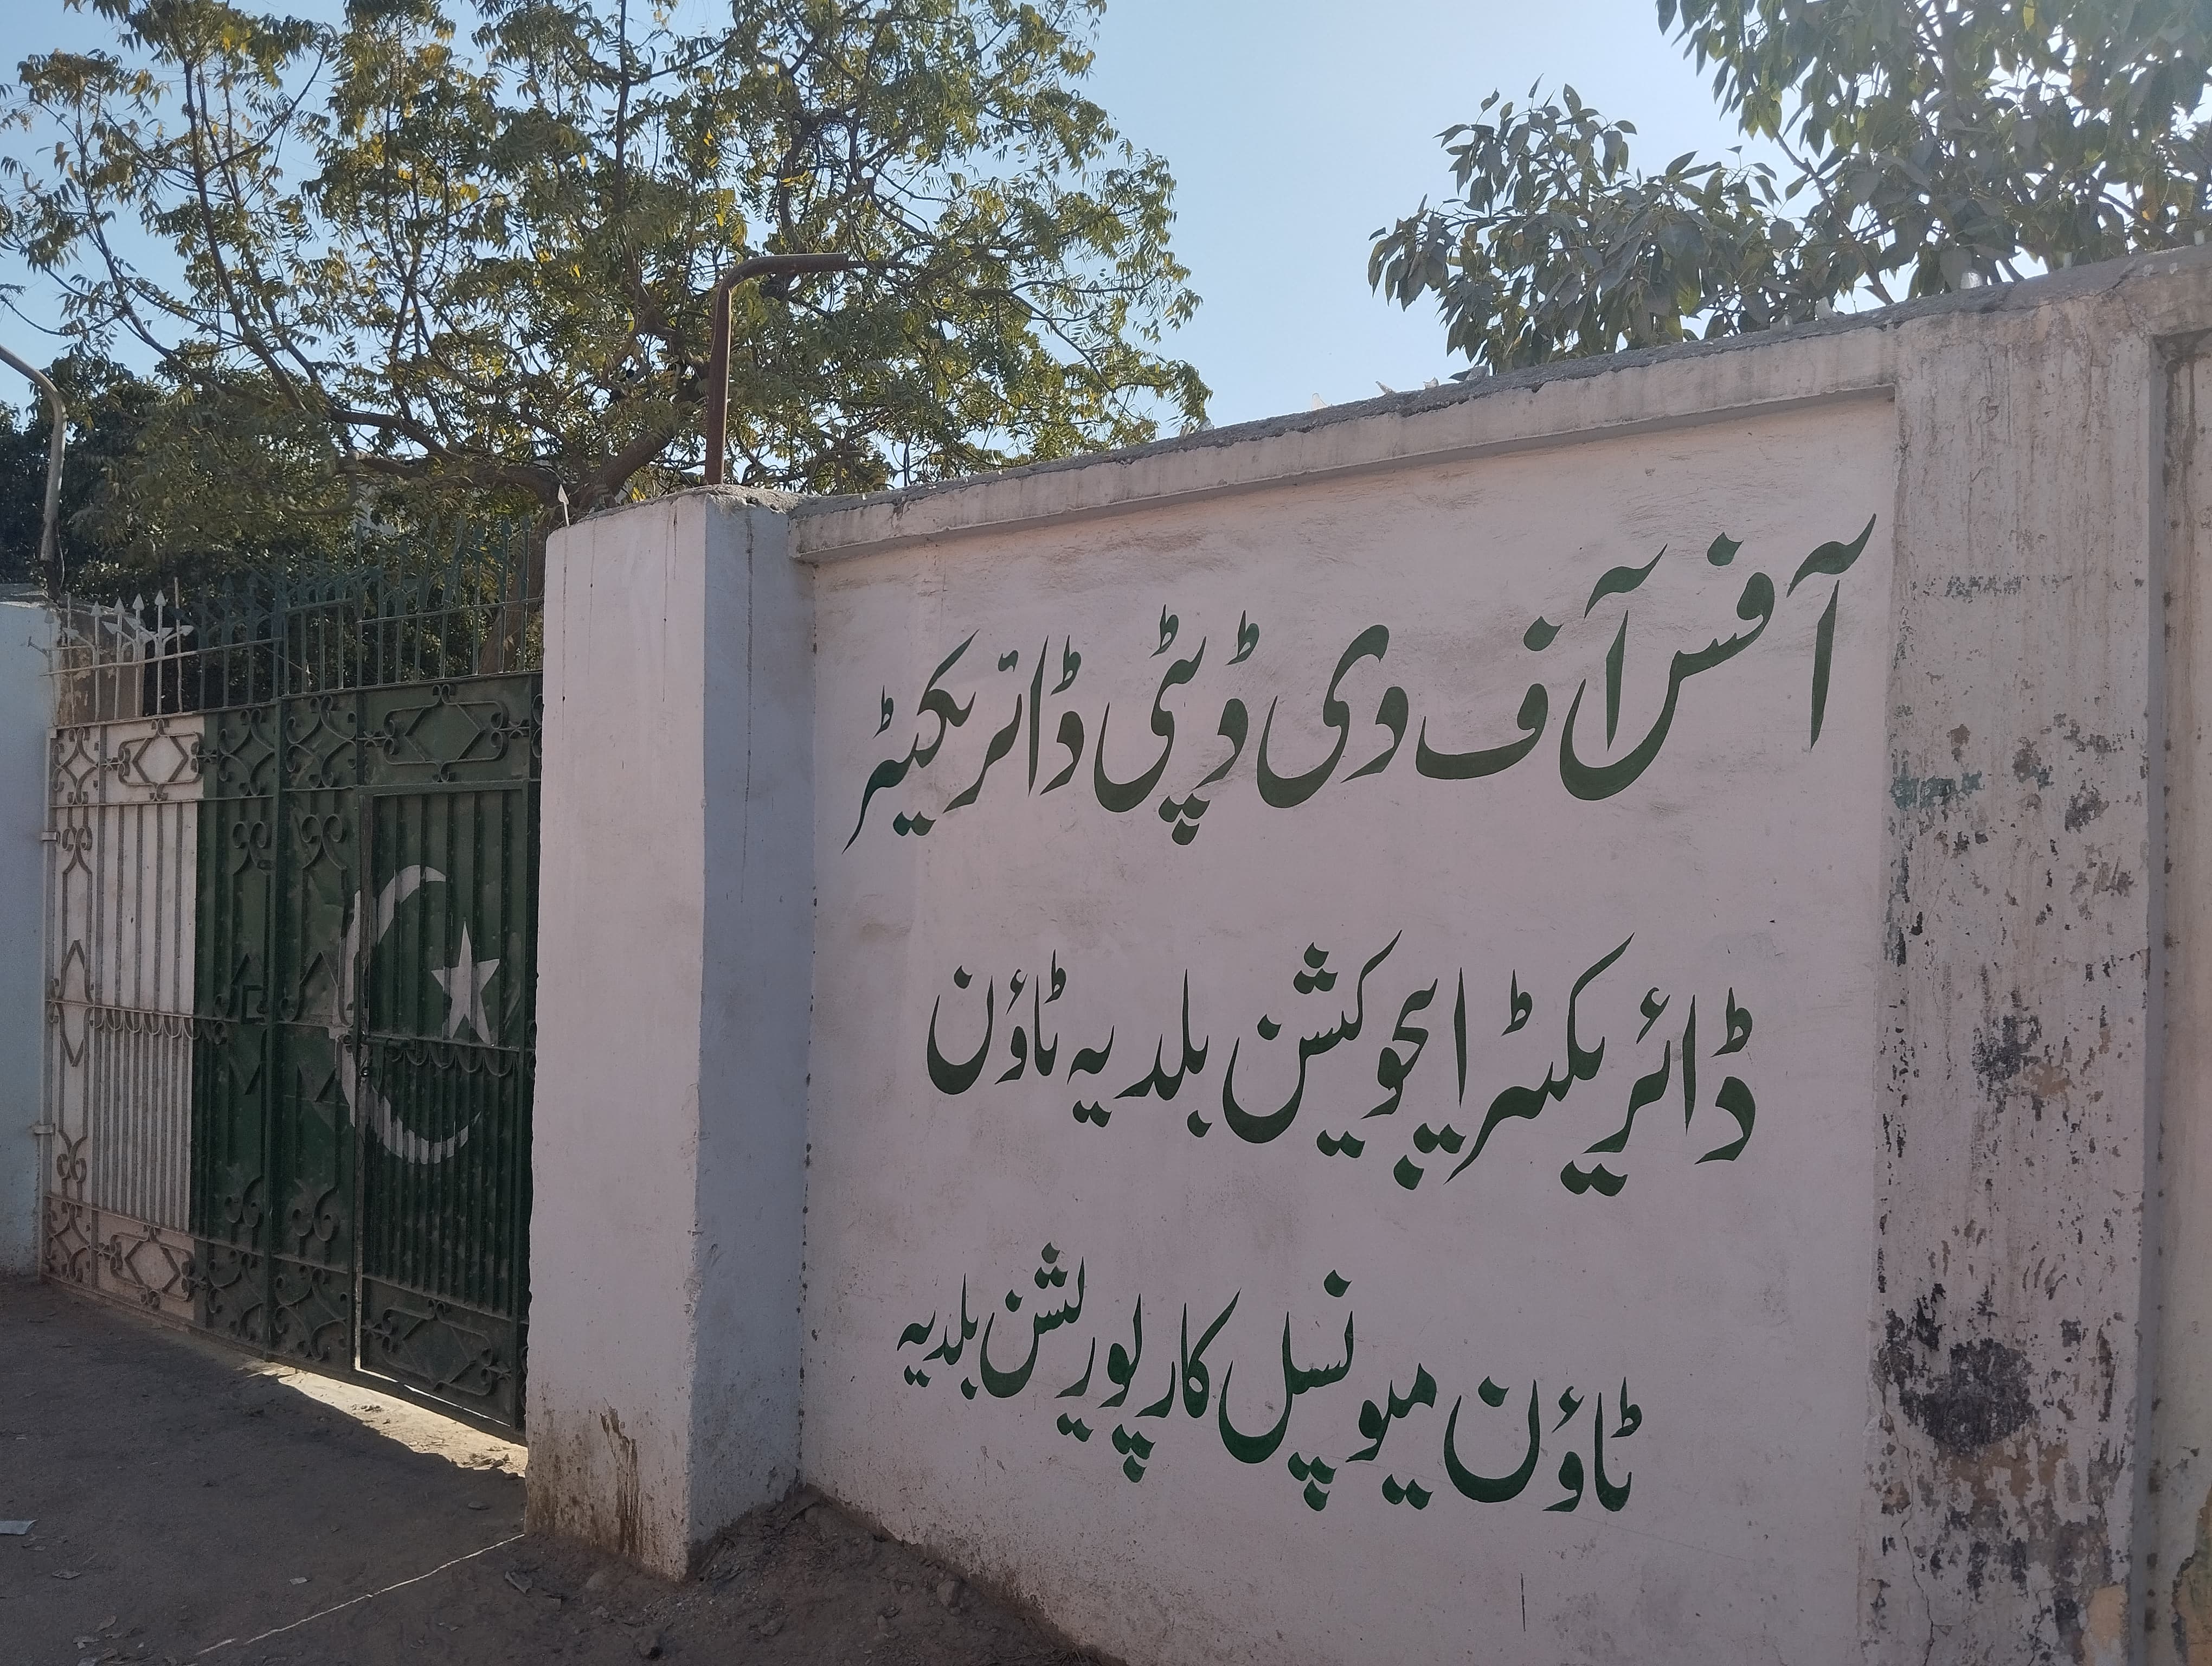 آفس آف دی ڈپٹی ڈائریکٹر
ڈائریکٹر ایجوکیشن بلدیہ ٹاؤن
ٹاؤن میونسپل کارپوریشن بلدیہ